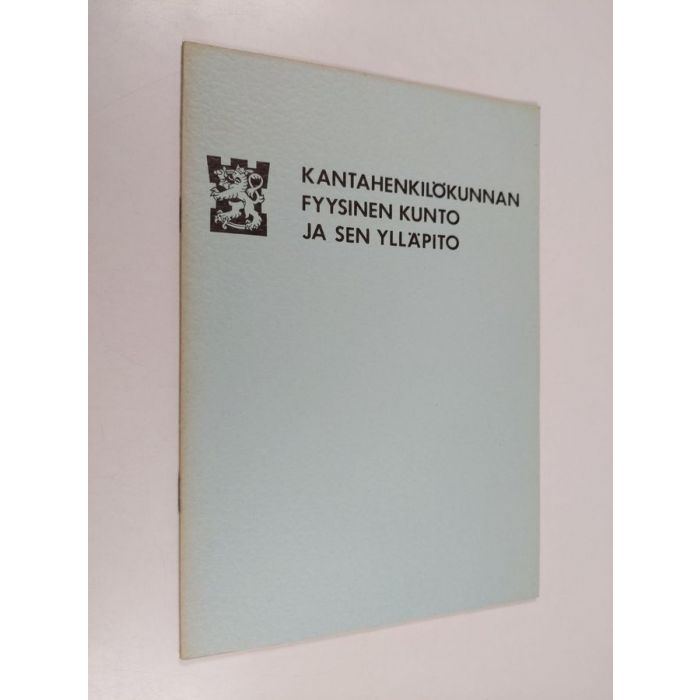 KANTAHENKILÖKUNNAN
FYYSINEN KUNTO
JA SEN YLLÄPITO